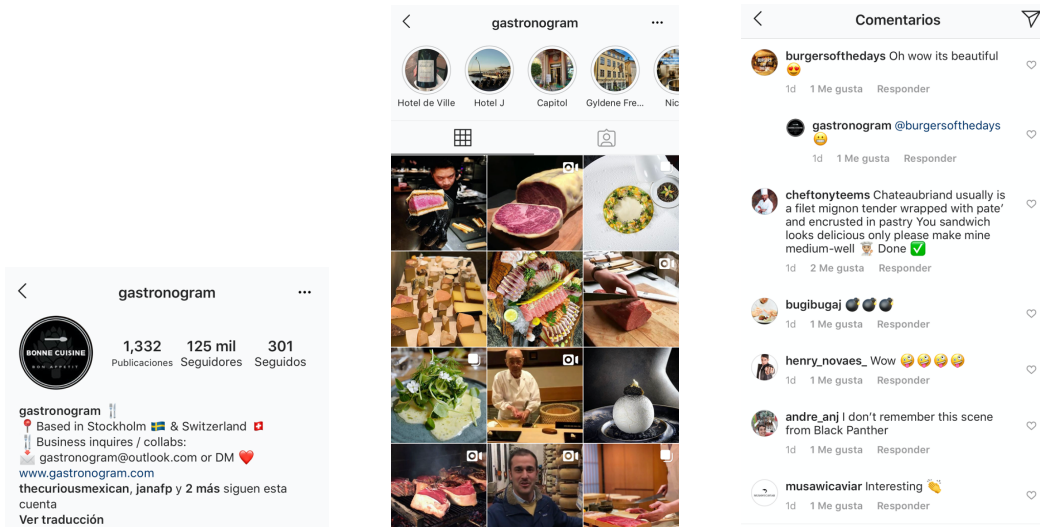 gastronogram
BONNE CUISINE
BON APPETIT
1,332 125 mil 301
Publicaciones Seguidores Seguidos
gastronogram 🍴
📍 Based in Stockholm 🇸🇪 & Switzerland 🇨🇭
🍴 Business inquires / collabs:
📩 gastronogram@outlook.com or DM ❤️
www.gastronogram.com
thecuriousmexican, janafp y 2 más siguen esta
cuenta
Ver traducción
gastronogram
Hotel de Ville Hotel J Capitol Gyldene Fre... Nic
Comentarios
burgersofthedays Oh wow its beautiful
😍
1d 1 Me gusta Responder
gastronogram @burgersofthedays
😁
1d 1 Me gusta Responder
cheftonyteems Chateaubriand usually is
a filet mignon tender wrapped with pate'
and encrusted in pastry You sandwich
looks delicious only please make mine
medium-well 👨🏼‍🍳 Done ✅
1d 2 Me gusta Responder
bugibugaj 💣💣💣
1d 1 Me gusta Responder
henry_novaes_ Wow 🤪🤪🤪🤪
1d 1 Me gusta Responder
andre_anj I don't remember this scene
from Black Panther
1d 1 Me gusta Responder
musawicaviar Interesting 👏
1d 1 Me gusta Responder